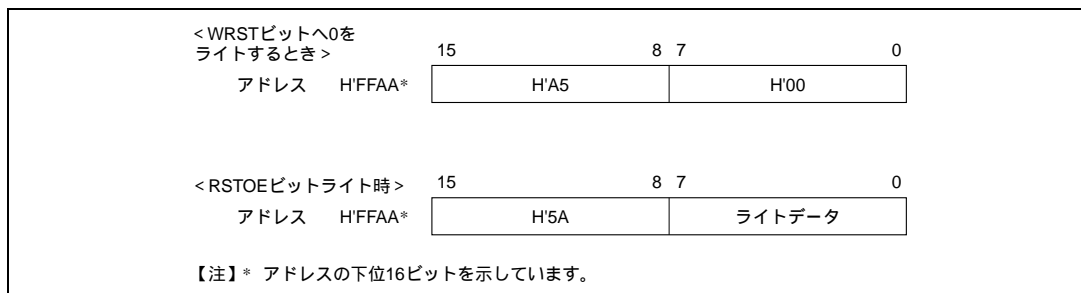 <WRSTビットへ0を
ライトするとき> 15 8 7 0
アドレス H'FFAA* H'A5 H'00
<RSTOEビットライト時> 15 8 7 0
アドレス H'FFAA* H'5A ライトデータ
【注】* アドレスの下位16ビットを示しています。